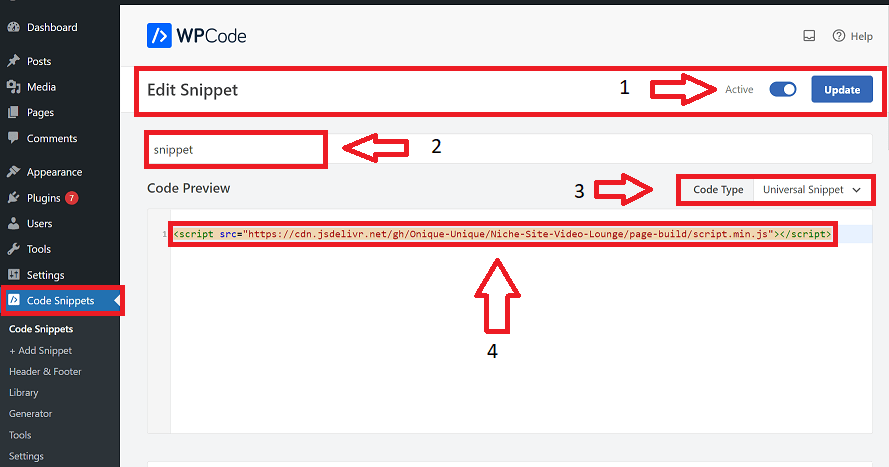 Dashboard
Posts
Media
Pages
Comments
Appearance
Plugins 7
Users
Tools
Settings
Code Snippets
Code Snippets
+ Add Snippet
Header & Footer
Library
Generator
Tools
Settings
WPCode
Help
Edit Snippet
1
Active
Update
snippet
2
Code Preview
3
Code Type
Universal Snippet
1
<script src="https://cdn.jsdelivr.net/gh/Onique-Unique/Niche-Site-Video-Lounge/page-build/script.min.js"></script>
4